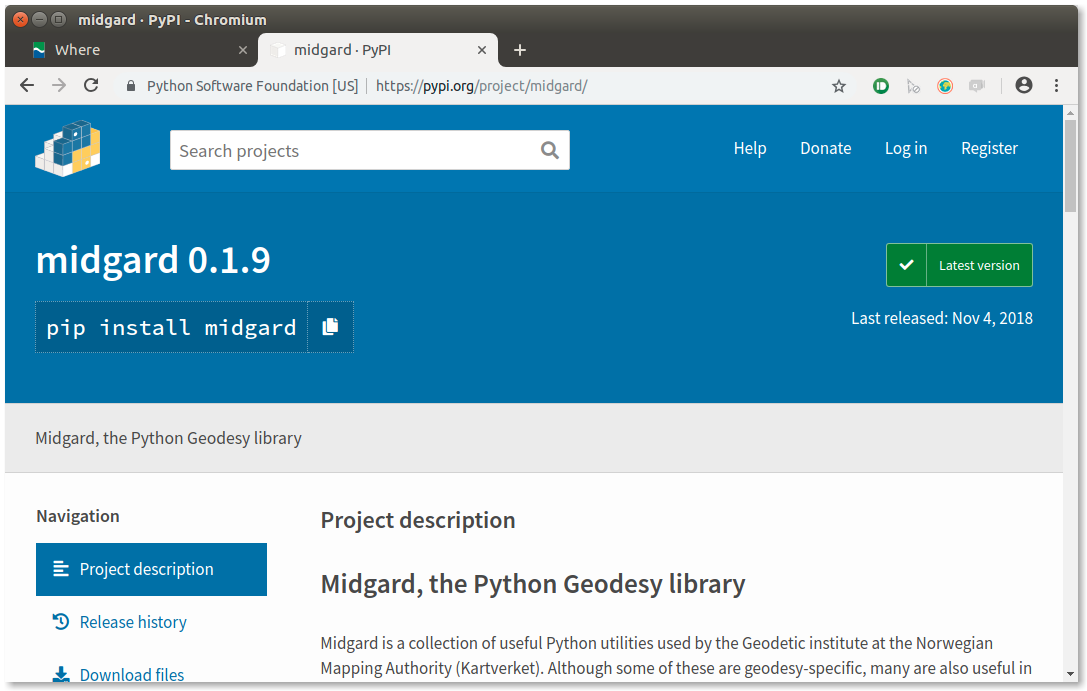 midgard · PyPI - Chromium
Where
midgard · PyPI
Python Software Foundation [US] https://pypi.org/project/midgard/
Search projects
Help Donate Log in Register
midgard 0.1.9
Latest version
pip install midgard
Last released: Nov 4, 2018
Midgard, the Python Geodesy library
Navigation
Project description
Release history
Download files
Project description
Midgard, the Python Geodesy library
Midgard is a collection of useful Python utilities used by the Geodetic institute at the Norwegian
Mapping Authority (Kartverket). Although some of these are geodesy-specific, many are also useful in